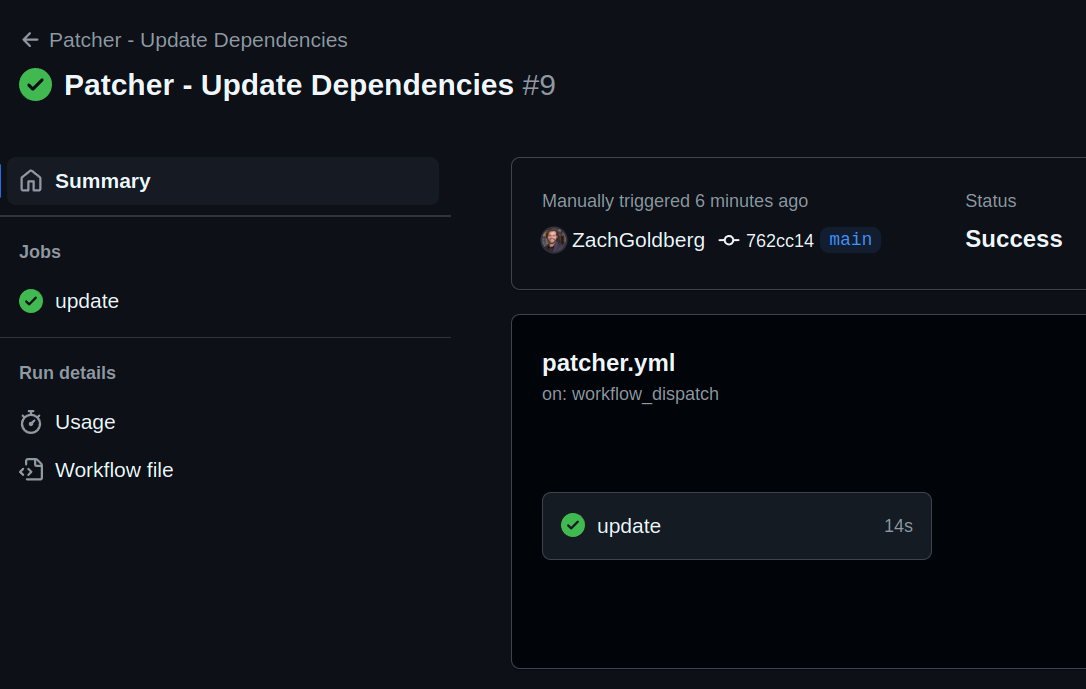 Patcher - Update Dependencies
Patcher - Update Dependencies #9
Summary
Jobs
update
Run details
Usage
Workflow file
Manually triggered 6 minutes ago
ZachGoldberg 762cc14 main
Status
Success
patcher.yml
on: workflow_dispatch
update 14s